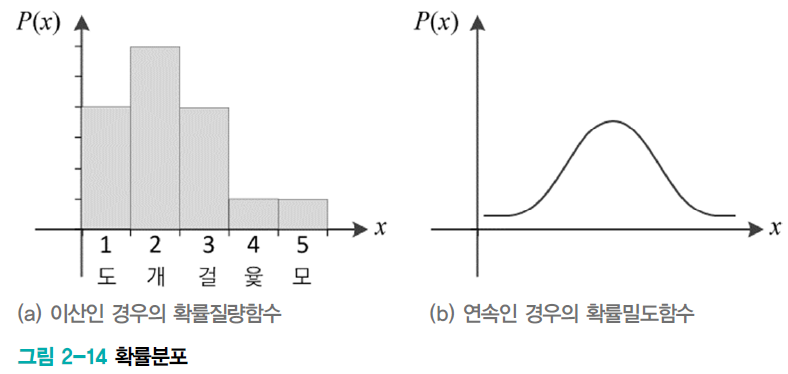 P(x)
x
1 2 3 4 5
도 개 걸 윷 모
(a) 이산인 경우의 확률질량함수
P(x)
x
(b) 연속인 경우의 확률밀도함수
그림 2-14 확률분포